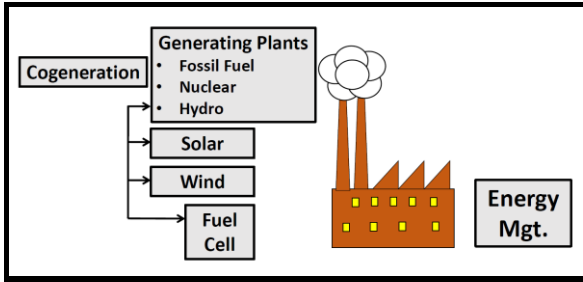 Generating Plants
• Fossil Fuel
• Nuclear
• Hydro
Cogeneration
Solar
Wind
Fuel
Cell
Energy
Mgt.